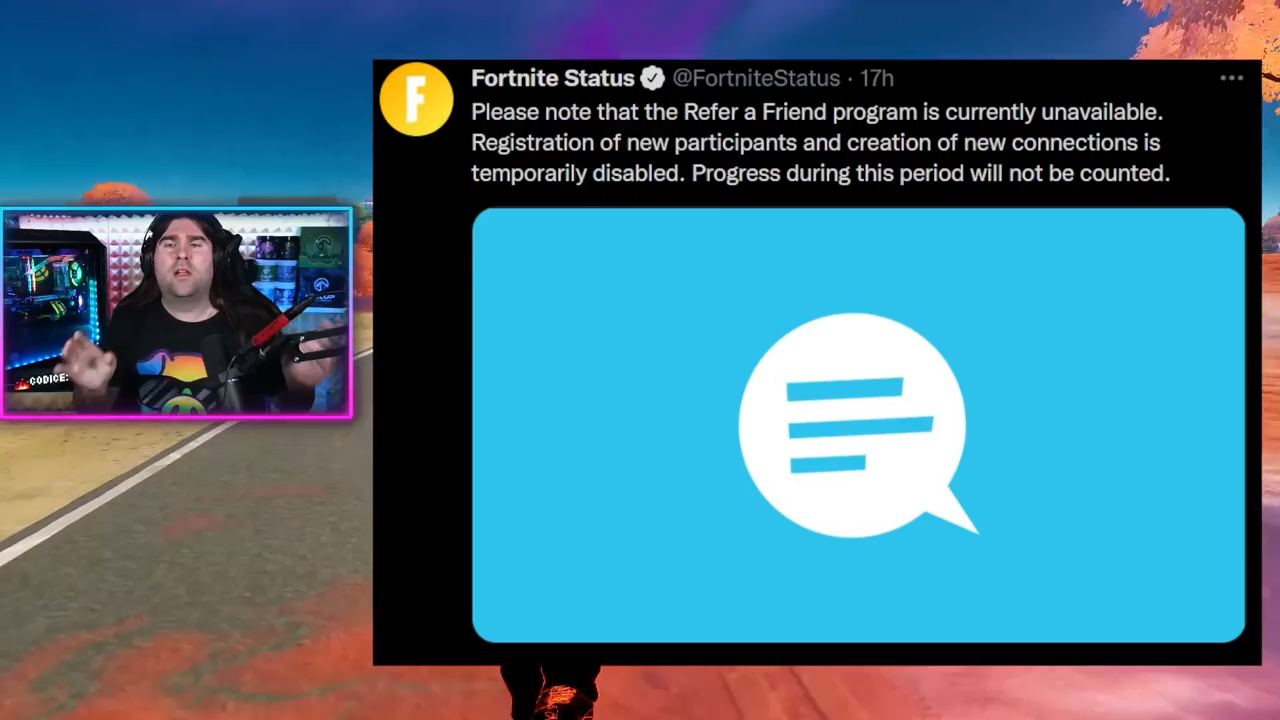 Fortnite Status @FortniteStatus · 17h
Please note that the Refer a Friend program is currently unavailable.
Registration of new participants and creation of new connections is
temporarily disabled. Progress during this period will not be counted.
CODICE: